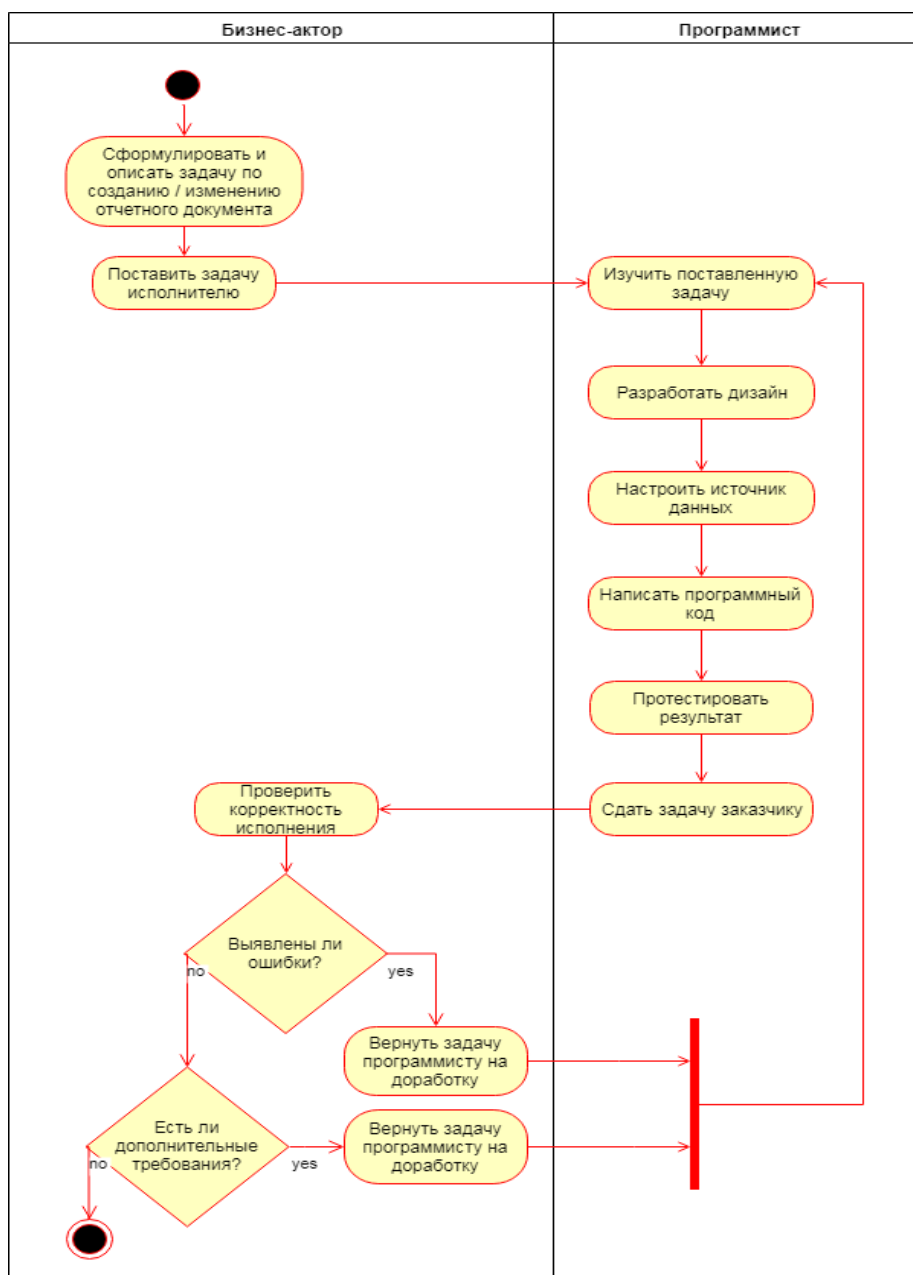 Бизнес-актор
Программист
Сформулировать и
описать задачу по
созданию / изменению
отчетного документа
Поставить задачу
исполнителю
Изучить поставленную
задачу
Разработать дизайн
Настроить источник
данных
Написать программный
код
Протестировать
результат
Сдать задачу заказчику
Проверить
корректность
исполнения
Выявлены ли
ошибки?
no
yes
Вернуть задачу
программисту на
доработку
Есть ли
дополнительные
требования?
no
yes
Вернуть задачу
программисту на
доработку